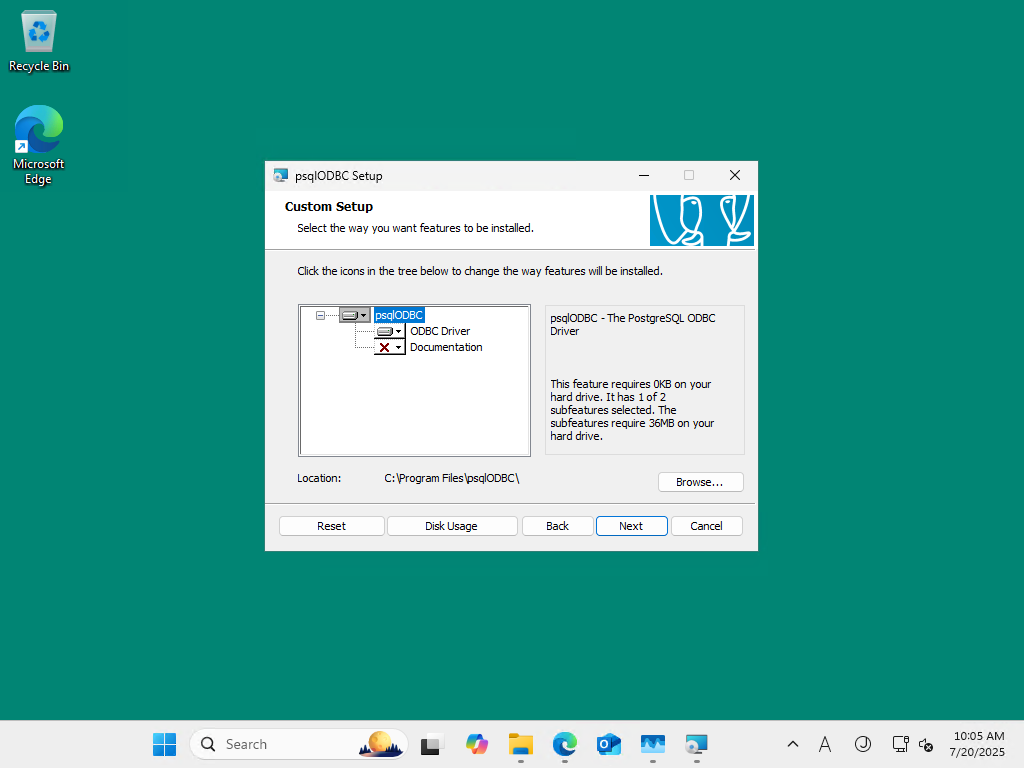 Recycle Bin
Microsoft
Edge
psqlODBC Setup
Custom Setup
Select the way you want features to be installed.
Click the icons in the tree below to change the way features will be installed.
psqlODBC
ODBC Driver
Documentation
psqlODBC - The PostgreSQL ODBC
Driver
This feature requires 0KB on your
hard drive. It has 1 of 2
subfeatures selected. The
subfeatures require 36MB on your
hard drive.
Location:
C:\Program Files\psqlODBC\
Browse...
Reset
Disk Usage
Back
Next
Cancel
Search
10:05 AM
7/20/2025